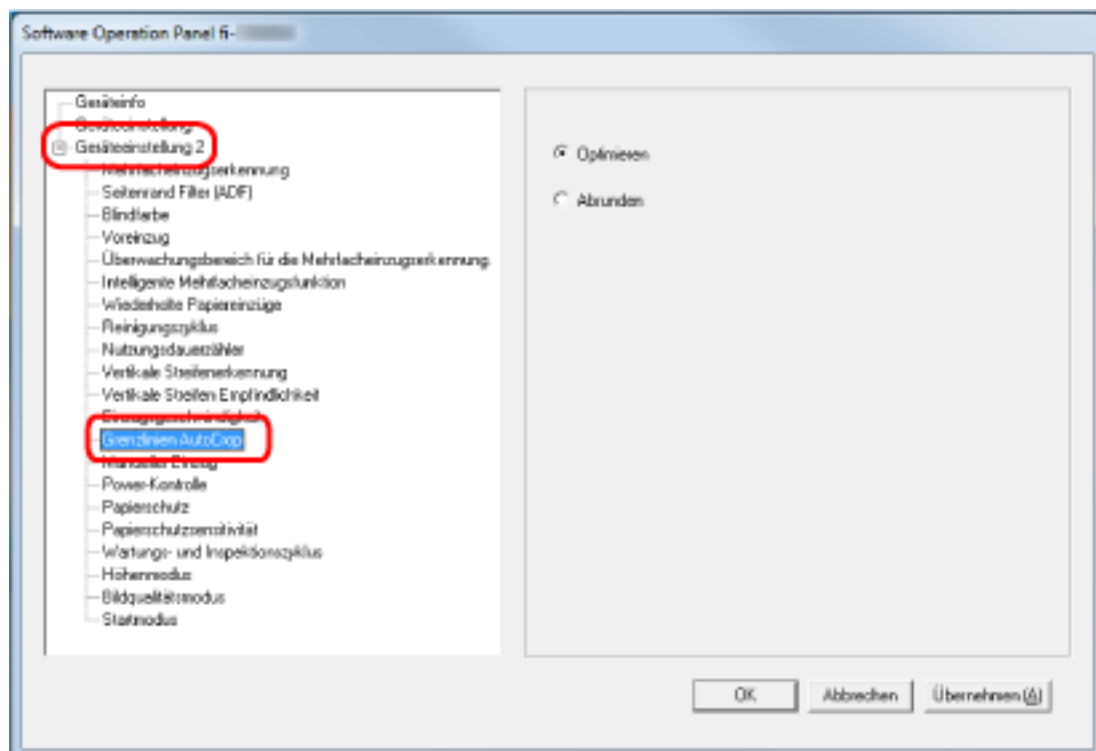 Software Operation Panel fi-
Geräteinfo
Geräteeinstellung
Geräteeinstellung 2
Mehrfacheinzugserkennung
Seitenrand Filter (ADF)
Blindfarbe
Voreinzug
Überwachungsbereich für die Mehrfacheinzugserkennung.
Intelligente Mehrfacheinzugsfunktion
Wiederholte Papiereinzüge
Reinigungszyklus
Nutzungsdauerzähler
Vertikale Streifenerkennung
Vertikale Streifen Empfindlichkeit
Einzugsgeschwindigkeit
Grenzlinien AutoCrop
Manueller Einzug
Power-Kontrolle
Papierschutz
Papierschutzsensitivität
Wartungs- und Inspektionszyklus
Höhenmodus
Bildqualitätsmodus
Startmodus
Optimieren
Abrunden
OK
Abbrechen
Übernehmen (A)